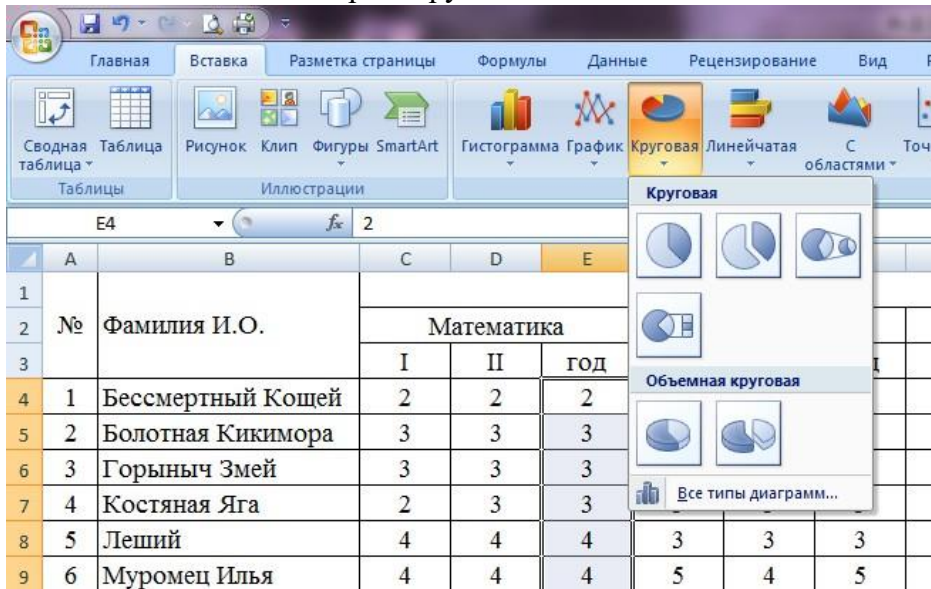 Главная Вставка Разметка страницы Формулы Данные Рецензирование Вид
Сводная таблица Таблица Рисунок Клип Фигуры SmartArt Гистограмма График Круговая Линейчатая С областями Точ
Таблицы Иллюстрации
E4 fx 2
Круговая
Объемная круговая
Все типы диаграмм...
A B C D E
1
2 № Фамилия И.О. Математика
3 I II год
4 1 Бессмертный Кощей 2 2 2
5 2 Болотная Кикимора 3 3 3
6 3 Горыныч Змей 3 3 3
7 4 Костяная Яга 2 3 3
8 5 Леший 4 4 4 3 3 3
9 6 Муромец Илья 4 4 4 5 4 5